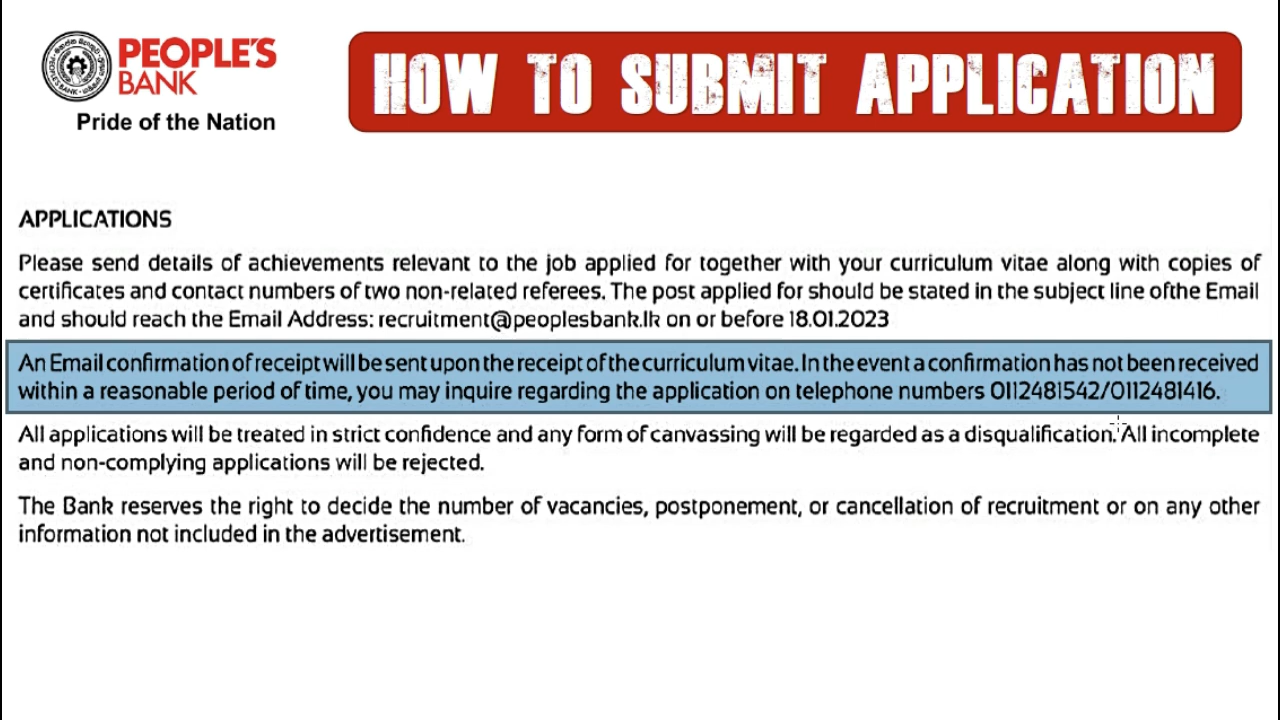 PEOPLE'S
BANK
Pride of the Nation
HOW TO SUBMIT APPLICATION
APPLICATIONS
Please send details of achievements relevant to the job applied for together with your curriculum vitae along with copies of
certificates and contact numbers of two non-related referees. The post applied for should be stated in the subject line ofthe Email
and should reach the Email Address: recruitment@peoplesbank.lk on or before 18.01.2023
An Email confirmation of receipt will be sent upon the receipt of the curriculum vitae. In the event a confirmation has not been received
within a reasonable period of time, you may inquire regarding the application on telephone numbers 0112481542/0112481416.
All applications will be treated in strict confidence and any form of canvassing will be regarded as a disqualification. All incomplete
and non-complying applications will be rejected.
The Bank reserves the right to decide the number of vacancies, postponement, or cancellation of recruitment or on any other
information not included in the advertisement.